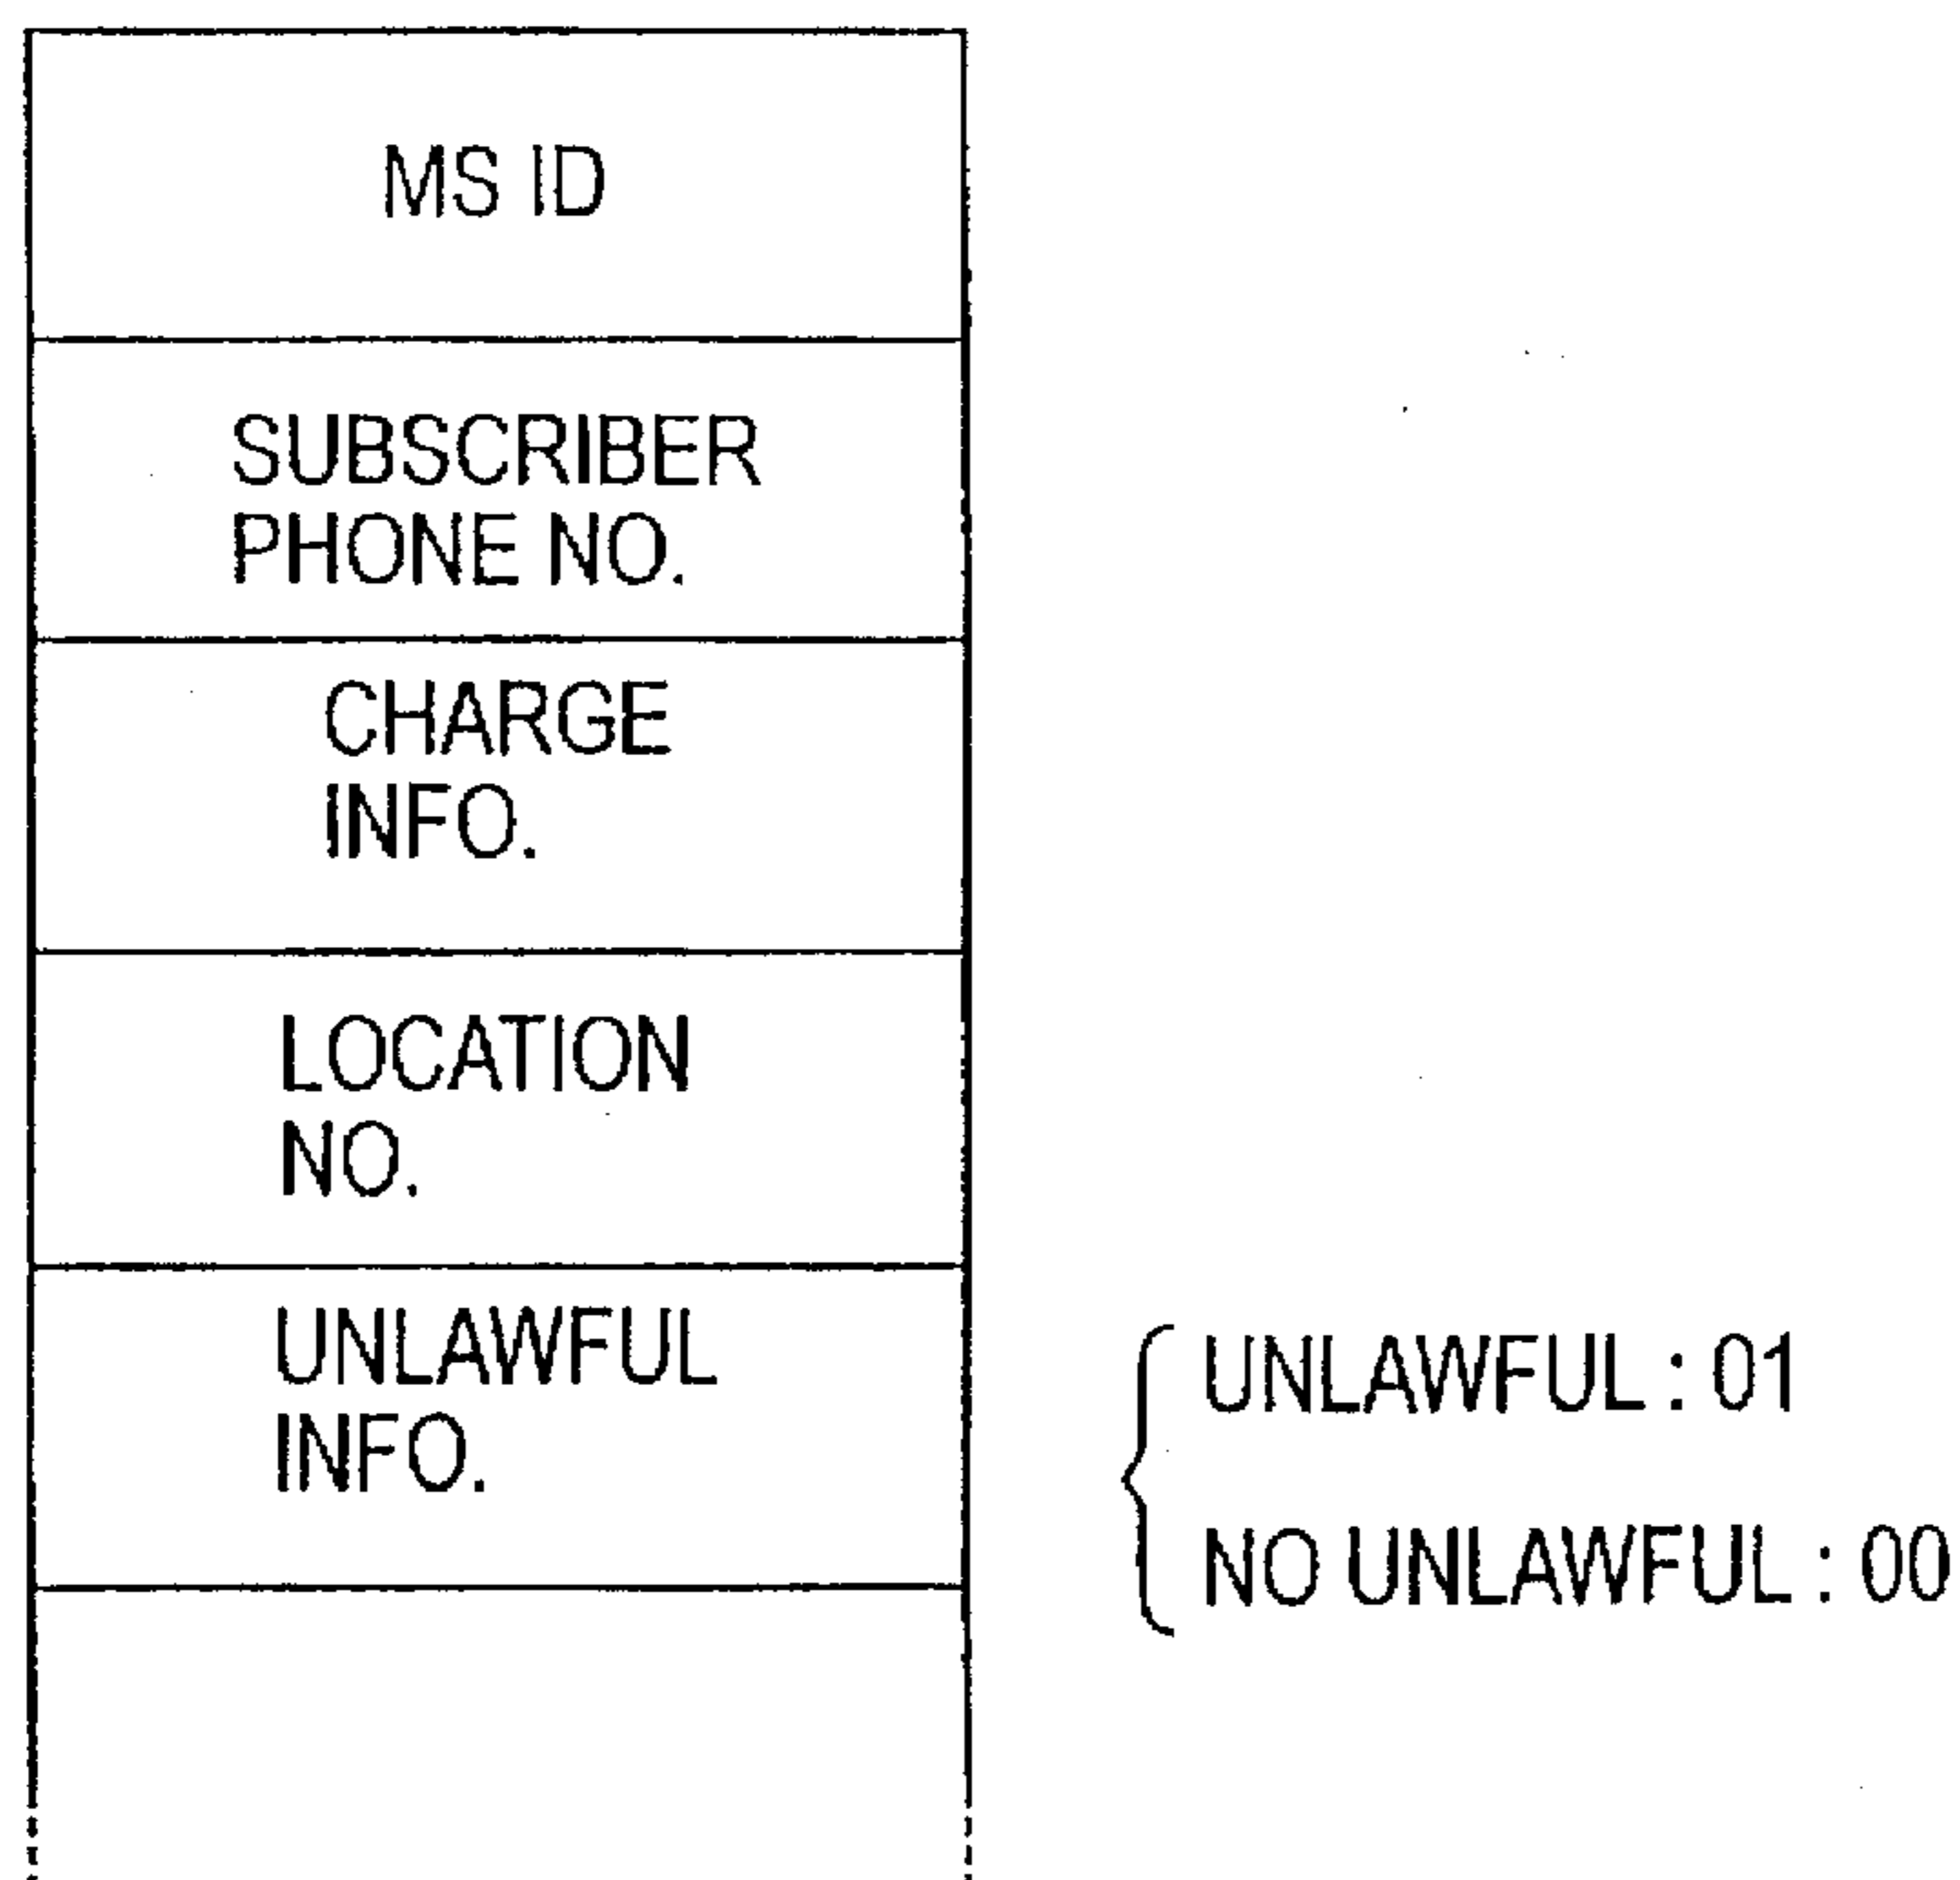 MS ID
SUBSCRIBER
PHONE NO.
CHARGE
INFO.
LOCATION
NO.
UNLAWFUL
INFO.
UNLAWFUL : 01
NO UNLAWFUL : 00